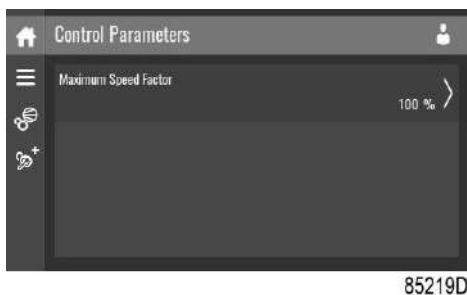 Control Parameters
Maximum Speed Factor
100 %
85219D